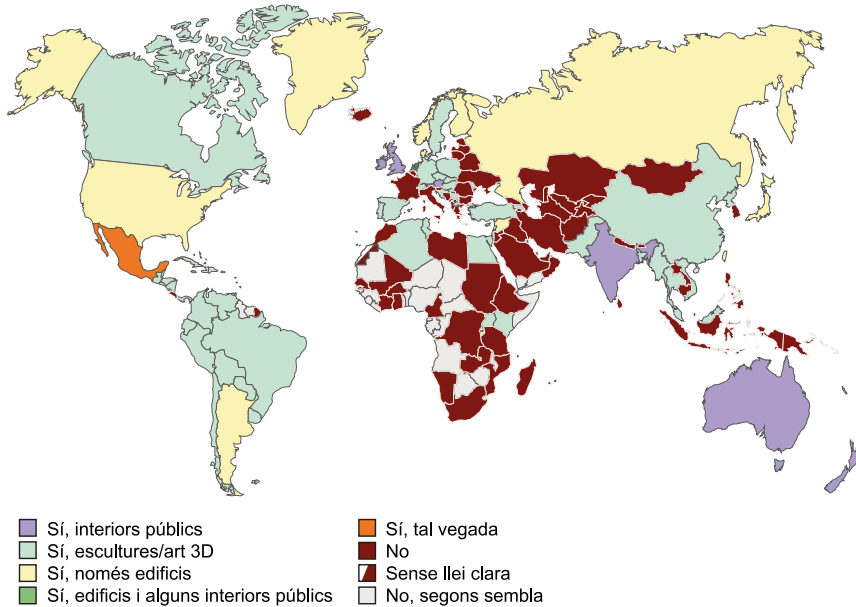 Sí, interiors públics
Sí, escultures/art 3D
Sí, només edificis
Sí, edificis i alguns interiors públics
Sí, tal vegada
No
Sense llei clara
No, segons sembla